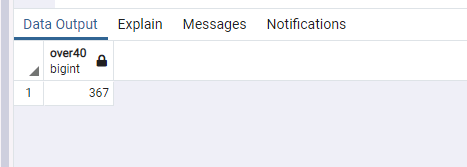 Data Output Explain Messages Notifications
over40
bigint
1 367